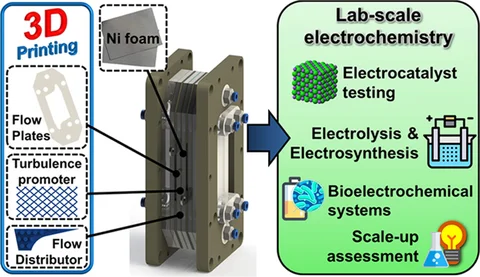 3D
Printing
Ni foam
Flow
Plates
Turbulence
promoter
Flow
Distributor
Lab-scale
electrochemistry
Electrocatalyst
testing
Electrolysis &
Electrosynthesis
Bioelectrochemical
systems
Scale-up
assessment